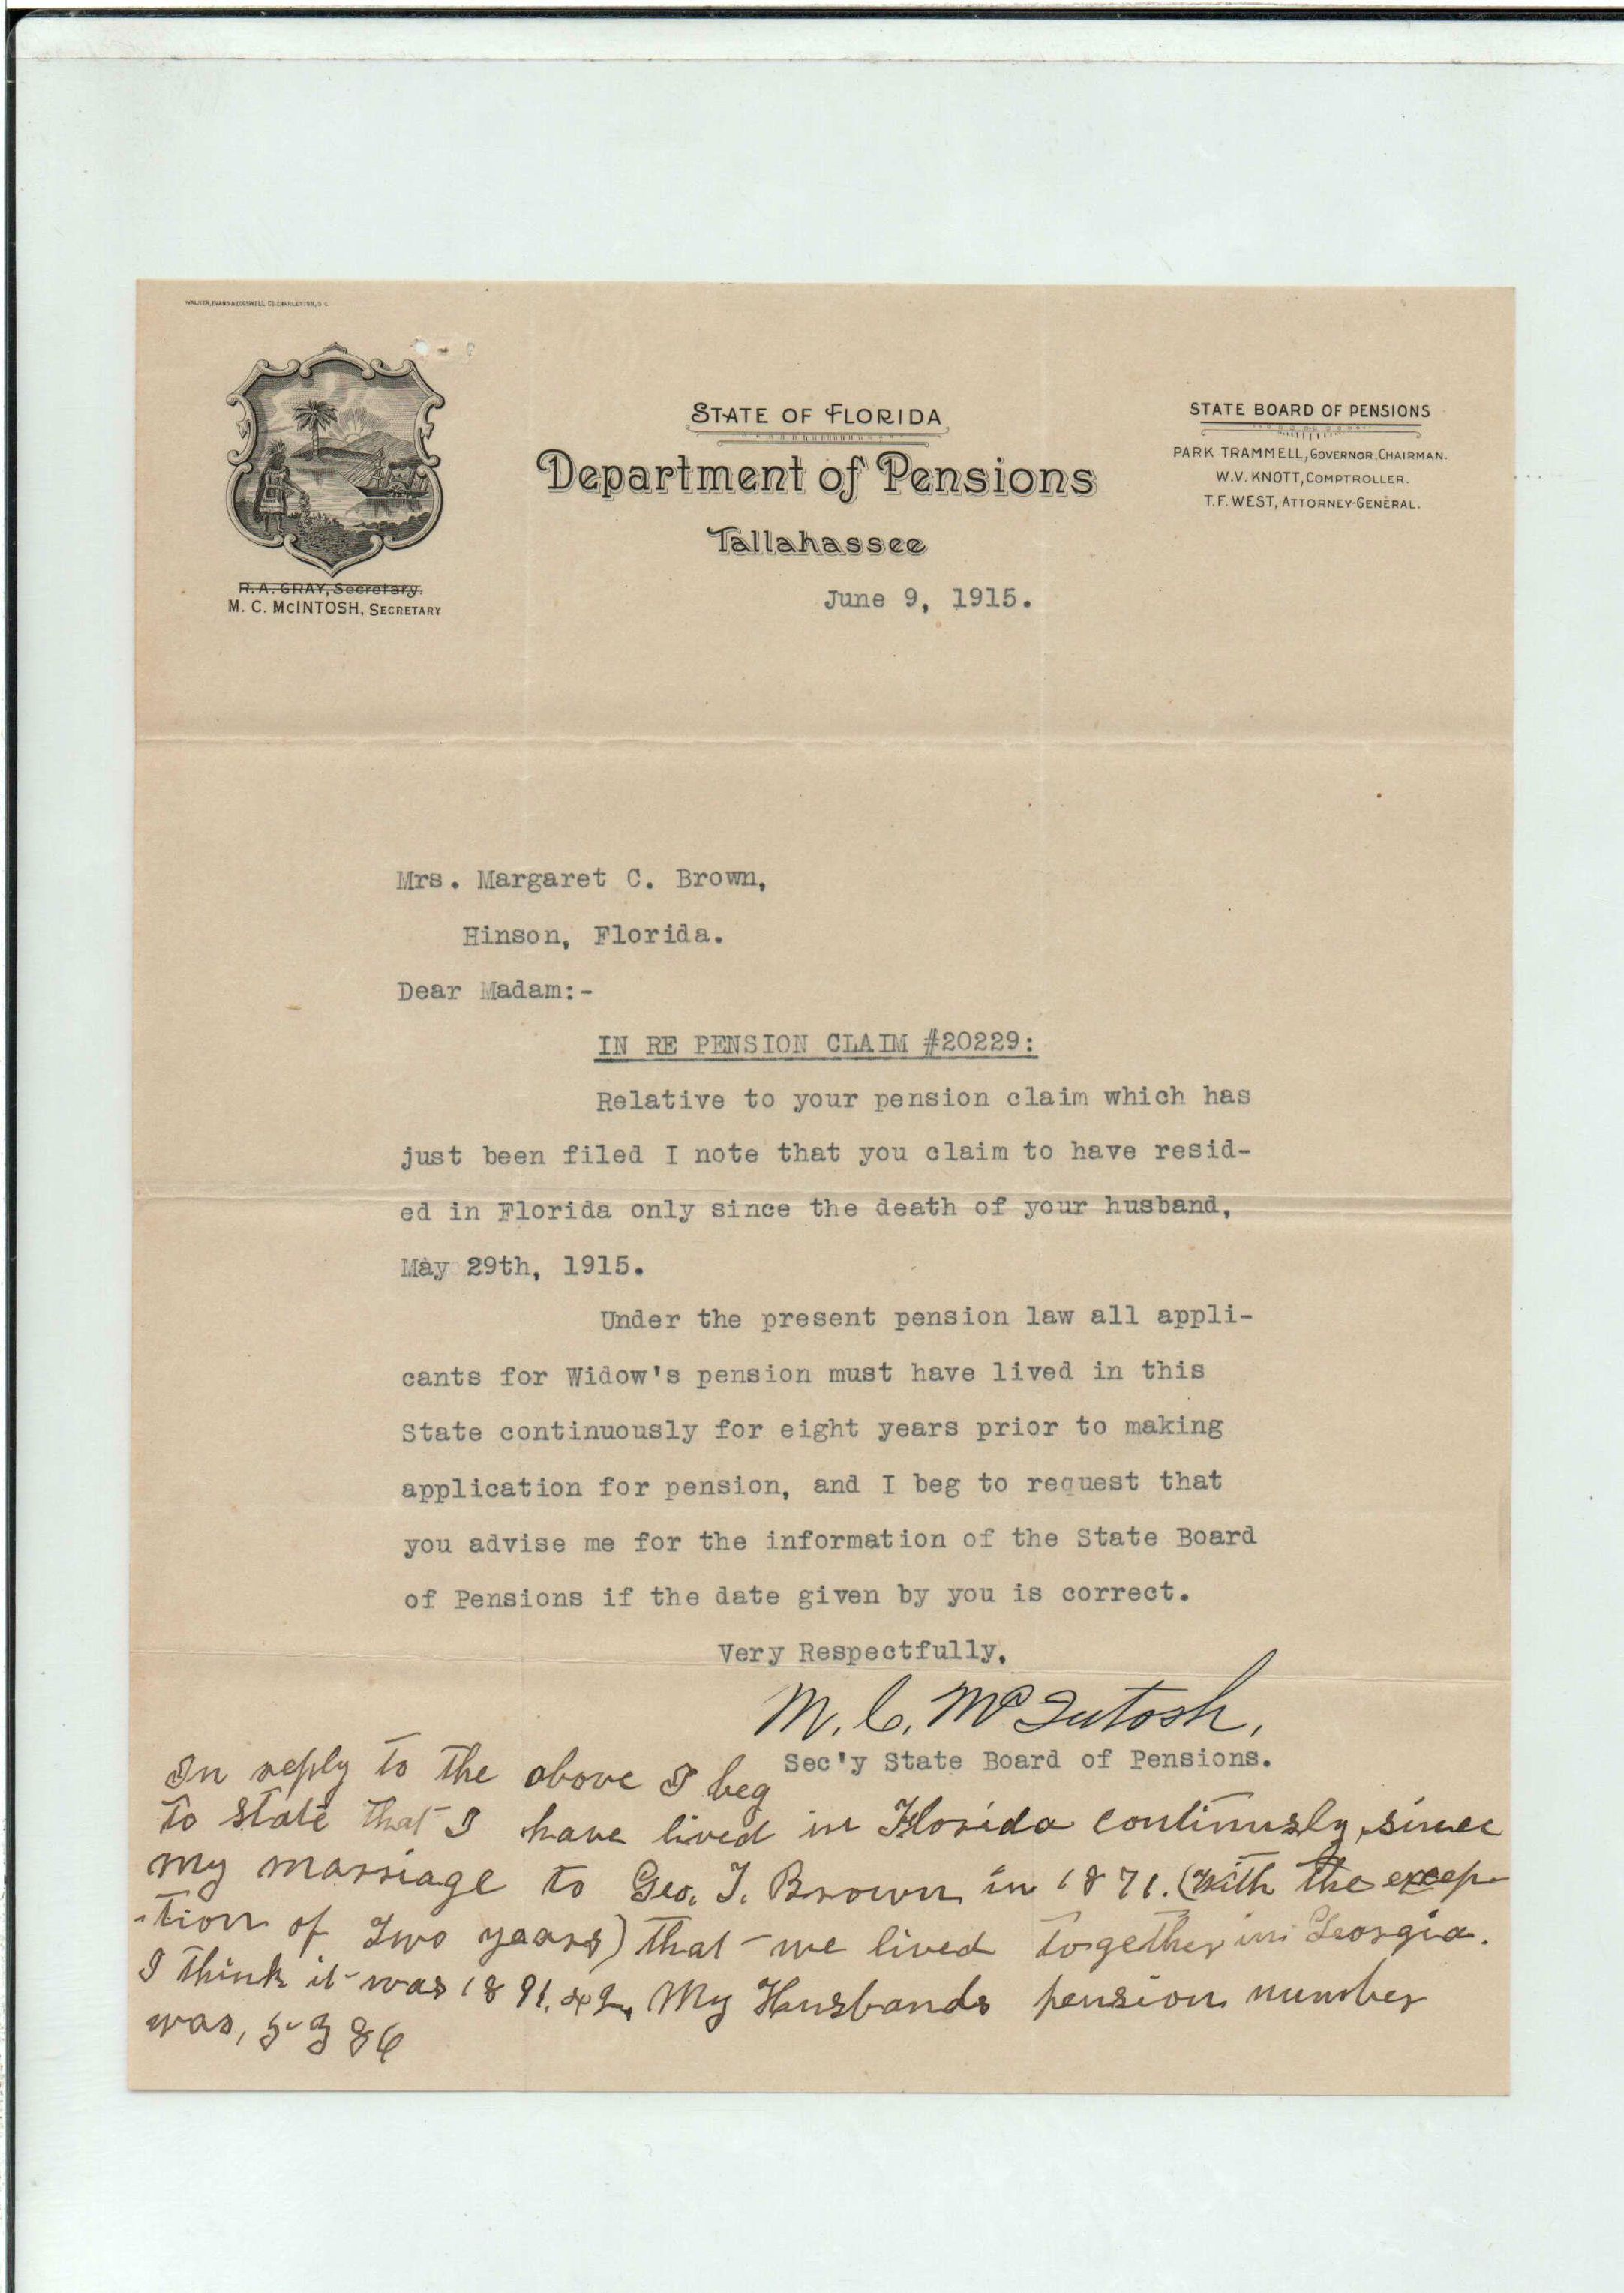 WALKER, EVANS & COGSWELL CO. CHARLESTON, S.C.
STATE OF FLORIDA
Department of Pensions
Tallahassee
STATE BOARD OF PENSIONS
PARK TRAMMELL, GOVERNOR, CHAIRMAN.
W.V. KNOTT, COMPTROLLER.
T.F. WEST, ATTORNEY-GENERAL.
R. A. GRAY, Secretary.
M. C. McINTOSH, SECRETARY
June 9, 1915.
Mrs. Margaret C. Brown,
Hinson, Florida.
Dear Madam:-
IN RE PENSION CLAIM #20229:
Relative to your pension claim which has
just been filed I note that you claim to have resid-
ed in Florida only since the death of your husband,
May 29th, 1915.
Under the present pension law all appli-
cants for Widow's pension must have lived in this
State continuously for eight years prior to making
application for pension, and I beg to request that
you advise me for the information of the State Board
of Pensions if the date given by you is correct.
Very Respectfully,
M. C. McIntosh,
Sec'y State Board of Pensions.
In reply to the above I beg
to state that I have lived in Florida continusly, since
my marriage to Geo. T. Brown in 1871. (with the excep-
-tion of Two years) that we lived together in Georgia.
I think it was 1891, & 2, My Husbands pension number
was, 5386